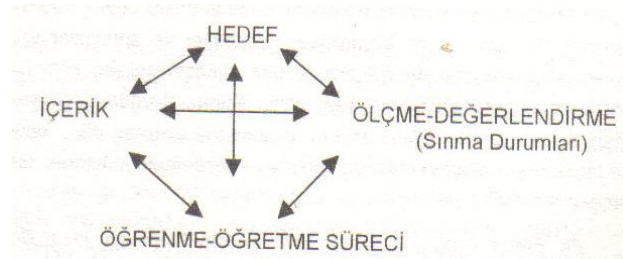 HEDEF
İÇERİK
ÖLÇME-DEĞERLENDİRME
(Sınma Durumları)
ÖĞRENME-ÖĞRETME SÜRECİ